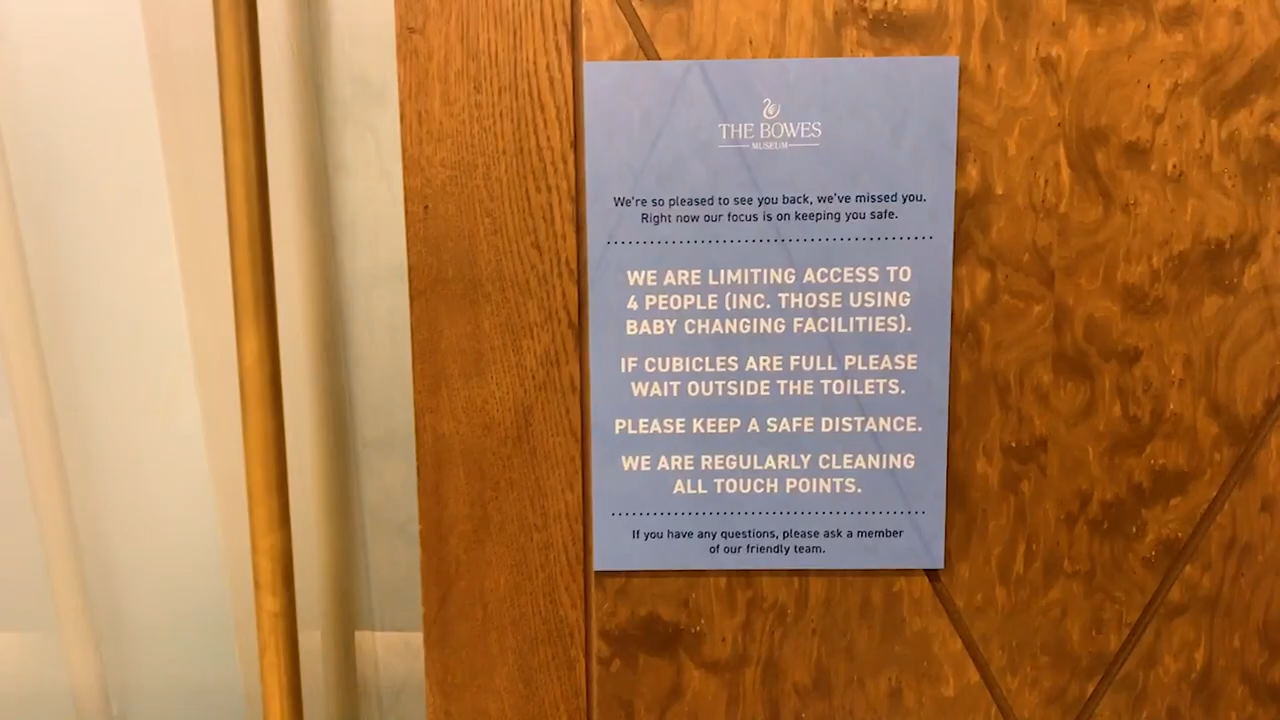 THE BOWES
MUSEUM
We're so pleased to see you back, we've missed you.
Right now our focus is on keeping you safe.
WE ARE LIMITING ACCESS TO
4 PEOPLE (INC. THOSE USING
BABY CHANGING FACILITIES).
IF CUBICLES ARE FULL PLEASE
WAIT OUTSIDE THE TOILETS.
PLEASE KEEP A SAFE DISTANCE.
WE ARE REGULARLY CLEANING
ALL TOUCH POINTS.
If you have any questions, please ask a member
of our friendly team.